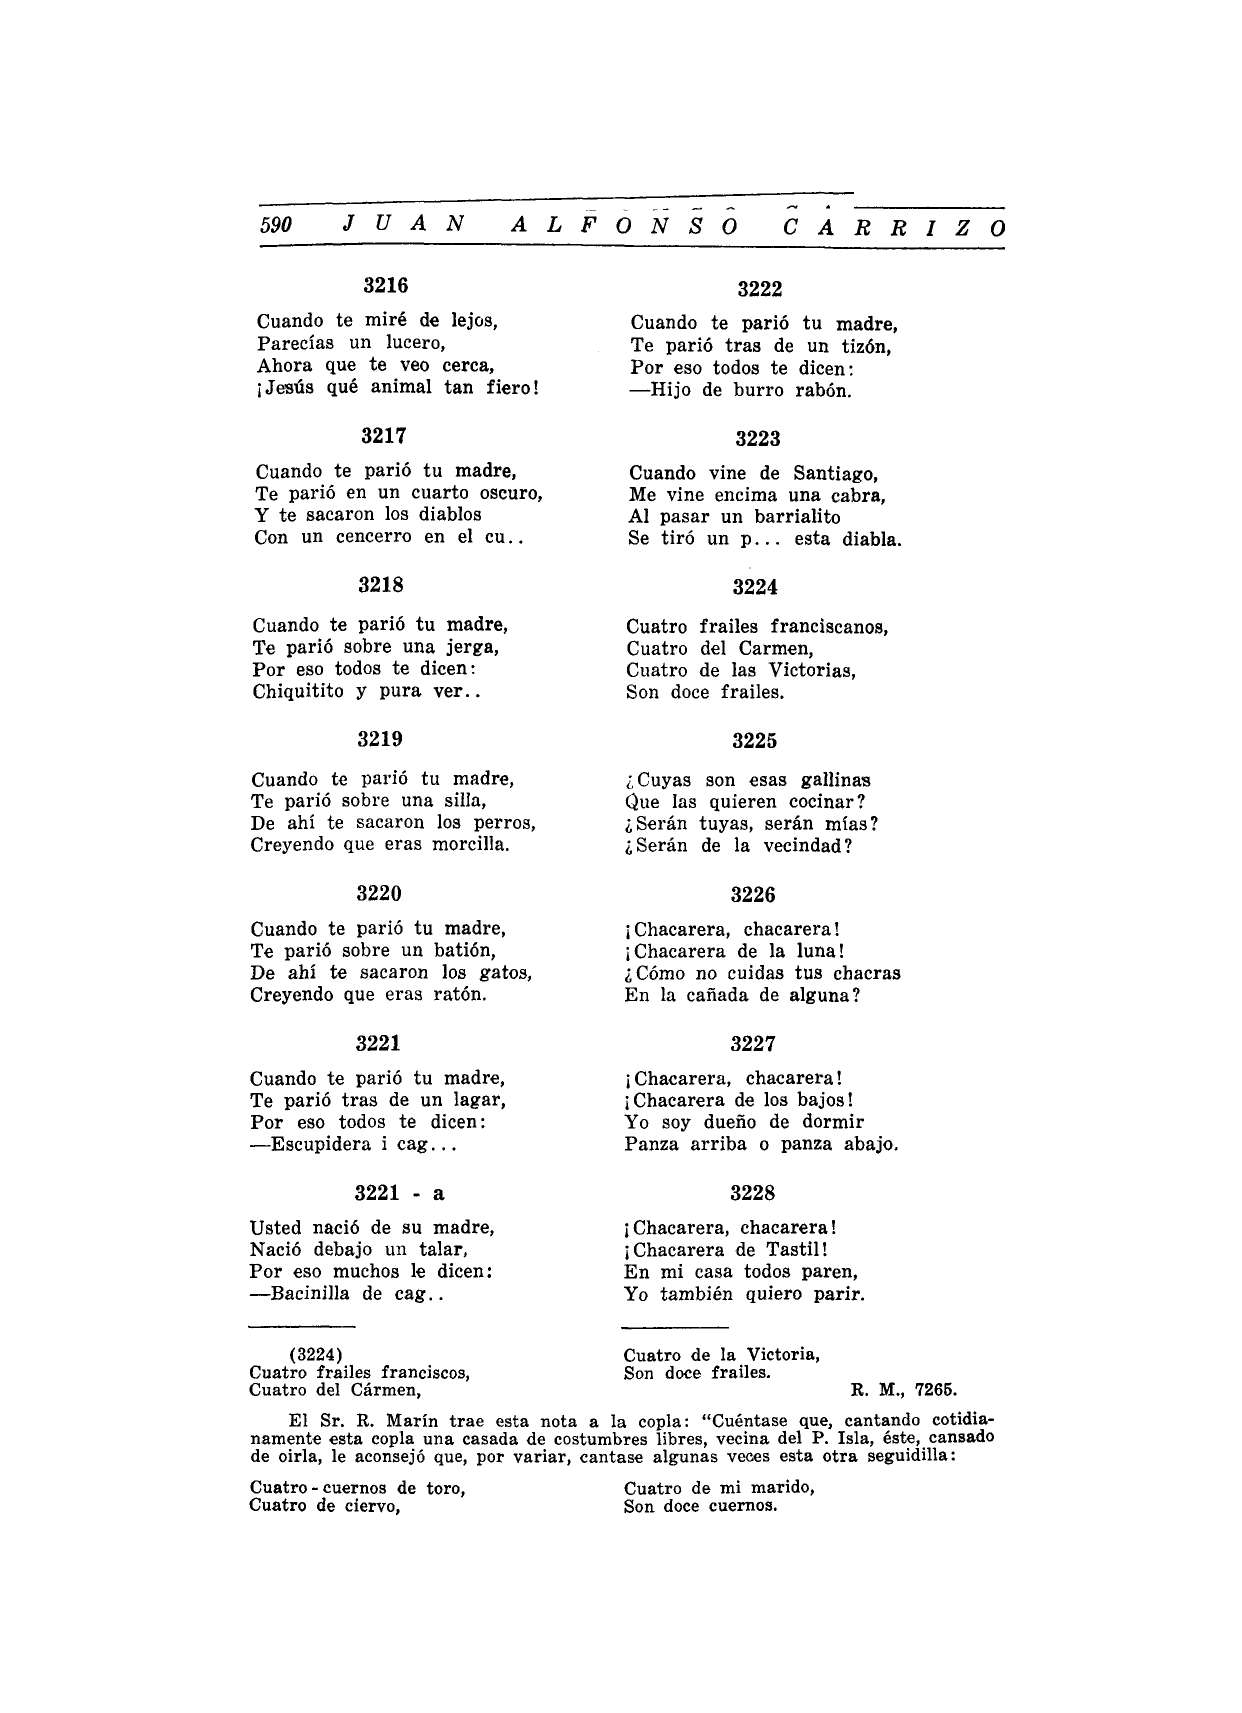 590 JUAN ALFONSO CARRIZO
3216
Cuando te miré de lejos,
Parecías un lucero,
Ahora que te veo cerca,
¡Jesús qué animal tan fiero!
3217
Cuando te parió tu madre,
Te parió en un cuarto oscuro,
Y te sacaron los diablos
Con un cencerro en el cu..
3218
Cuando te parió tu madre,
Te parió sobre una jerga,
Por eso todos te dicen:
Chiquitito y pura ver..
3219
Cuando te parió tu madre,
Te parió sobre una silla,
De ahí te sacaron los perros,
Creyendo que eras morcilla.
3220
Cuando te parió tu madre,
Te parió sobre un batión,
De ahí te sacaron los gatos,
Creyendo que eras ratón.
3221
Cuando te parió tu madre,
Te parió tras de un lagar,
Por eso todos te dicen:
—Escupidera i cag...
3221 - a
Usted nació de su madre,
Nació debajo un talar,
Por eso muchos le dicen:
—Bacinilla de cag..
3222
Cuando te parió tu madre,
Te parió tras de un tizón,
Por eso todos te dicen:
—Hijo de burro rabón.
3223
Cuando vine de Santiago,
Me vine encima una cabra,
Al pasar un barrialito
Se tiró un p... esta diabla.
3224
Cuatro frailes franciscanos,
Cuatro del Carmen,
Cuatro de las Victorias,
Son doce frailes.
3225
¿Cuyas son esas gallinas
Que las quieren cocinar?
¿Serán tuyas, serán mías?
¿Serán de la vecindad?
3226
¡Chacarera, chacarera!
¡Chacarera de la luna!
¿Cómo no cuidas tus chacras
En la cañada de alguna?
3227
¡Chacarera, chacarera!
¡Chacarera de los bajos!
Yo soy dueño de dormir
Panza arriba o panza abajo.
3228
¡Chacarera, chacarera!
¡Chacarera de Tastil!
En mi casa todos paren,
Yo también quiero parir.
(3224)
Cuatro frailes franciscos,
Cuatro del Cármen,
Cuatro de la Victoria,
Son doce frailes.
R. M., 7265.
El Sr. R. Marín trae esta nota a la copla: “Cuéntase que, cantando cotidia-
namente esta copla una casada de costumbres libres, vecina del P. Isla, éste, cansado
de oirla, le aconsejó que, por variar, cantase algunas veces esta otra seguidilla:
Cuatro - cuernos de toro,
Cuatro de ciervo,
Cuatro de mi marido,
Son doce cuernos.